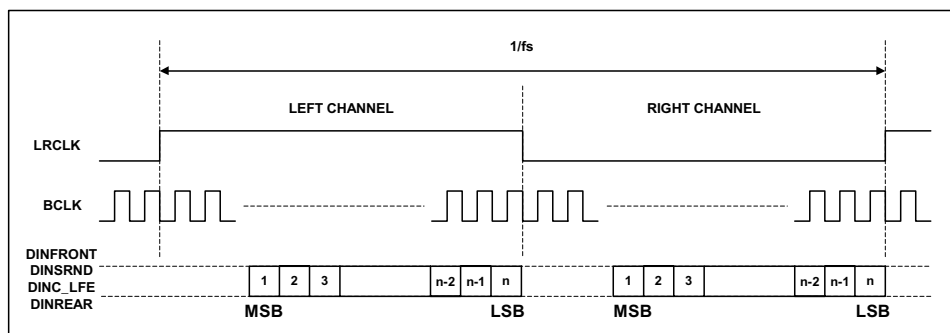 1/fs
LEFT CHANNEL RIGHT CHANNEL
LRCLK
BCLK
DINFRONT
DINSRND
DINC_LFE
DINREAR
1 2 3 n-2 n-1 n 1 2 3 n-2 n-1 n
MSB LSB MSB LSB